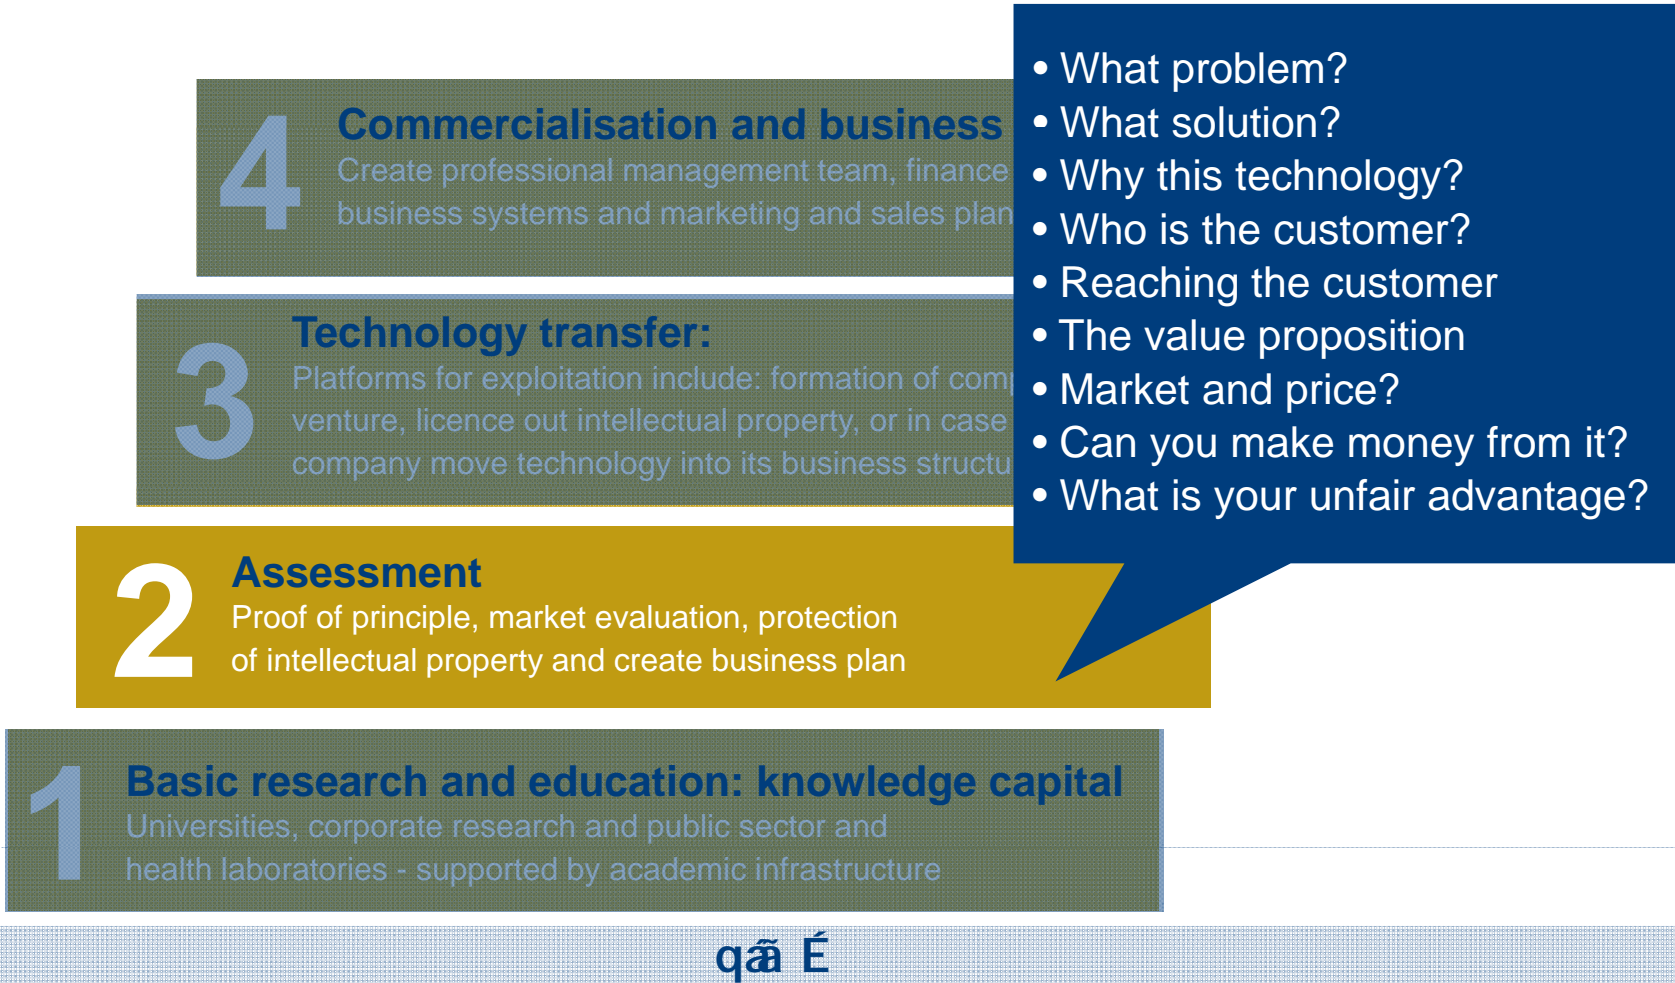 • What problem?
• What solution?
• Why this technology?
• Who is the customer?
• Reaching the customer
• The value proposition
• Market and price?
• Can you make money from it?
• What is your unfair advantage?
4
Commercialisation and business
Create professional management team, finance
business systems and marketing and sales plan
3
Technology transfer:
Platforms for exploitation include: formation of
venture, licence out intellectual property, or in case
company move technology into its business
2
Assessment
Proof of principle, market evaluation, protection
of intellectual property and create business plan
1
Basic research and education: knowledge capital
Universities, corporate research and public sector and
health laboratories - supported by academic infrastructure